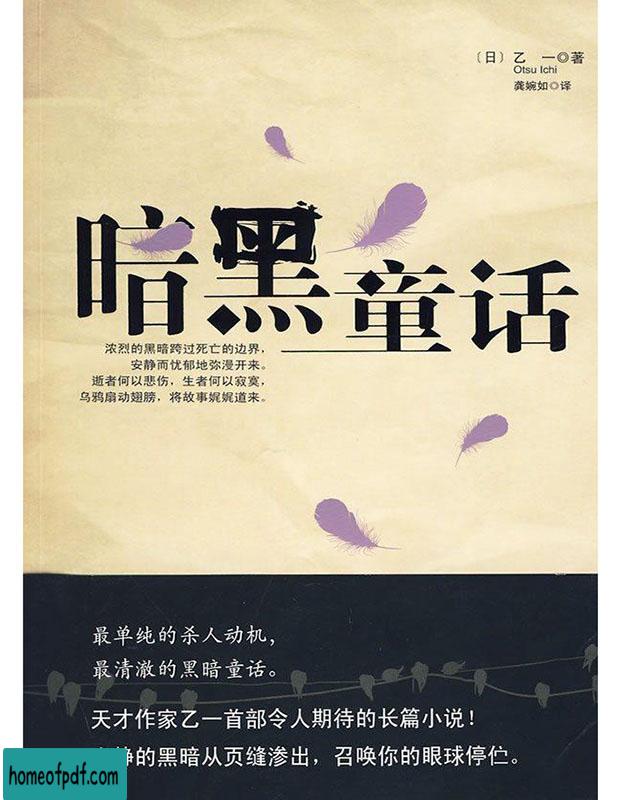 〔日〕乙 一◎著
Otsu Ichi
龚婉如◎译
暗黑童话
浓烈的黑暗跨过死亡的边界，
安静而忧郁地弥漫开来。
逝者何以悲伤，生者何以寂寞，
乌鸦扇动翅膀，将故事娓娓道来。
最单纯的杀人动机，
最清澈的黑暗童话。
天才作家乙一首部令人期待的长篇小说！
静的黑暗从页缝渗出，召唤你的眼球停伫。
homeofpdf.com